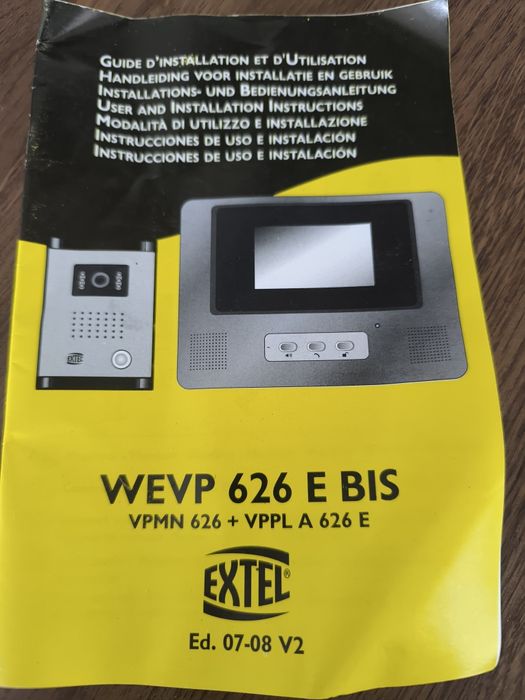 GUIDE D'INSTALLATION ET D'UTILISATION
HANDLEIDING VOOR INSTALLATIE EN GEBRUIK
INSTALLATIONS- UND BEDIENUNGSANLEITUNG
USER AND INSTALLATION INSTRUCTIONS
MODALITÀ DI UTILIZZO E INSTALLAZIONE
INSTRUCCIONES DE USO E INSTALACIÓN
INSTRUCCIONES DE USO E INSTALACIÓN
EXTEL
WEVP 626 E BIS
VPMN 626 + VPPL A 626 E
EXTEL®
Ed. 07-08 V2